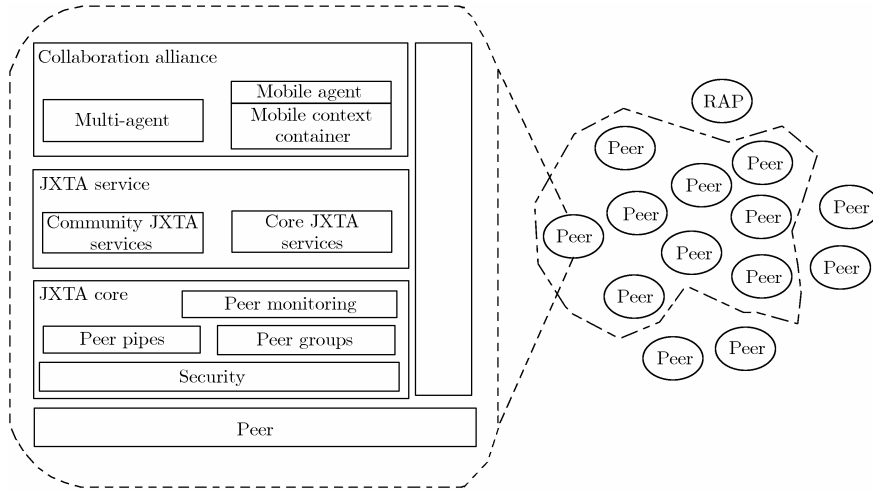 Collaboration alliance
Multi-agent
Mobile agent
Mobile context
container
JXTA service
Community JXTA
services
Core JXTA
services
JXTA core
Peer monitoring
Peer pipes
Peer groups
Security
Peer
RAP
Peer
Peer
Peer
Peer
Peer
Peer
Peer
Peer
Peer
Peer
Peer
Peer
Peer